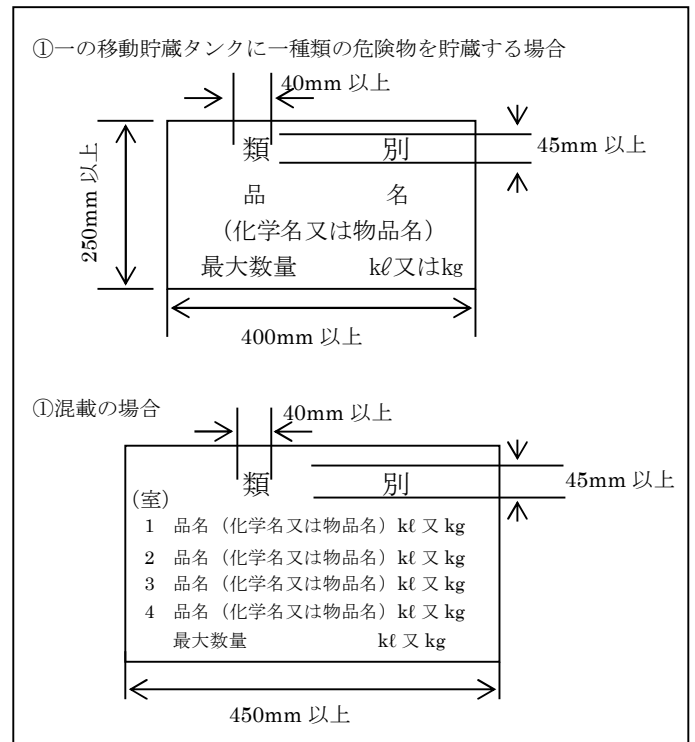 ①一の移動貯蔵タンクに一種類の危険物を貯蔵する場合
40mm 以上
45mm 以上
類 別
250mm 以上
品 名
(化学名又は物品名)
最大数量 kℓ又はkg
400mm 以上
①混載の場合
40mm 以上
45mm 以上
類 別
(室)
1 品名(化学名又は物品名)kℓ 又 kg
2 品名(化学名又は物品名)kℓ 又 kg
3 品名(化学名又は物品名)kℓ 又 kg
4 品名(化学名又は物品名)kℓ 又 kg
最大数量 kℓ 又 kg
450mm 以上